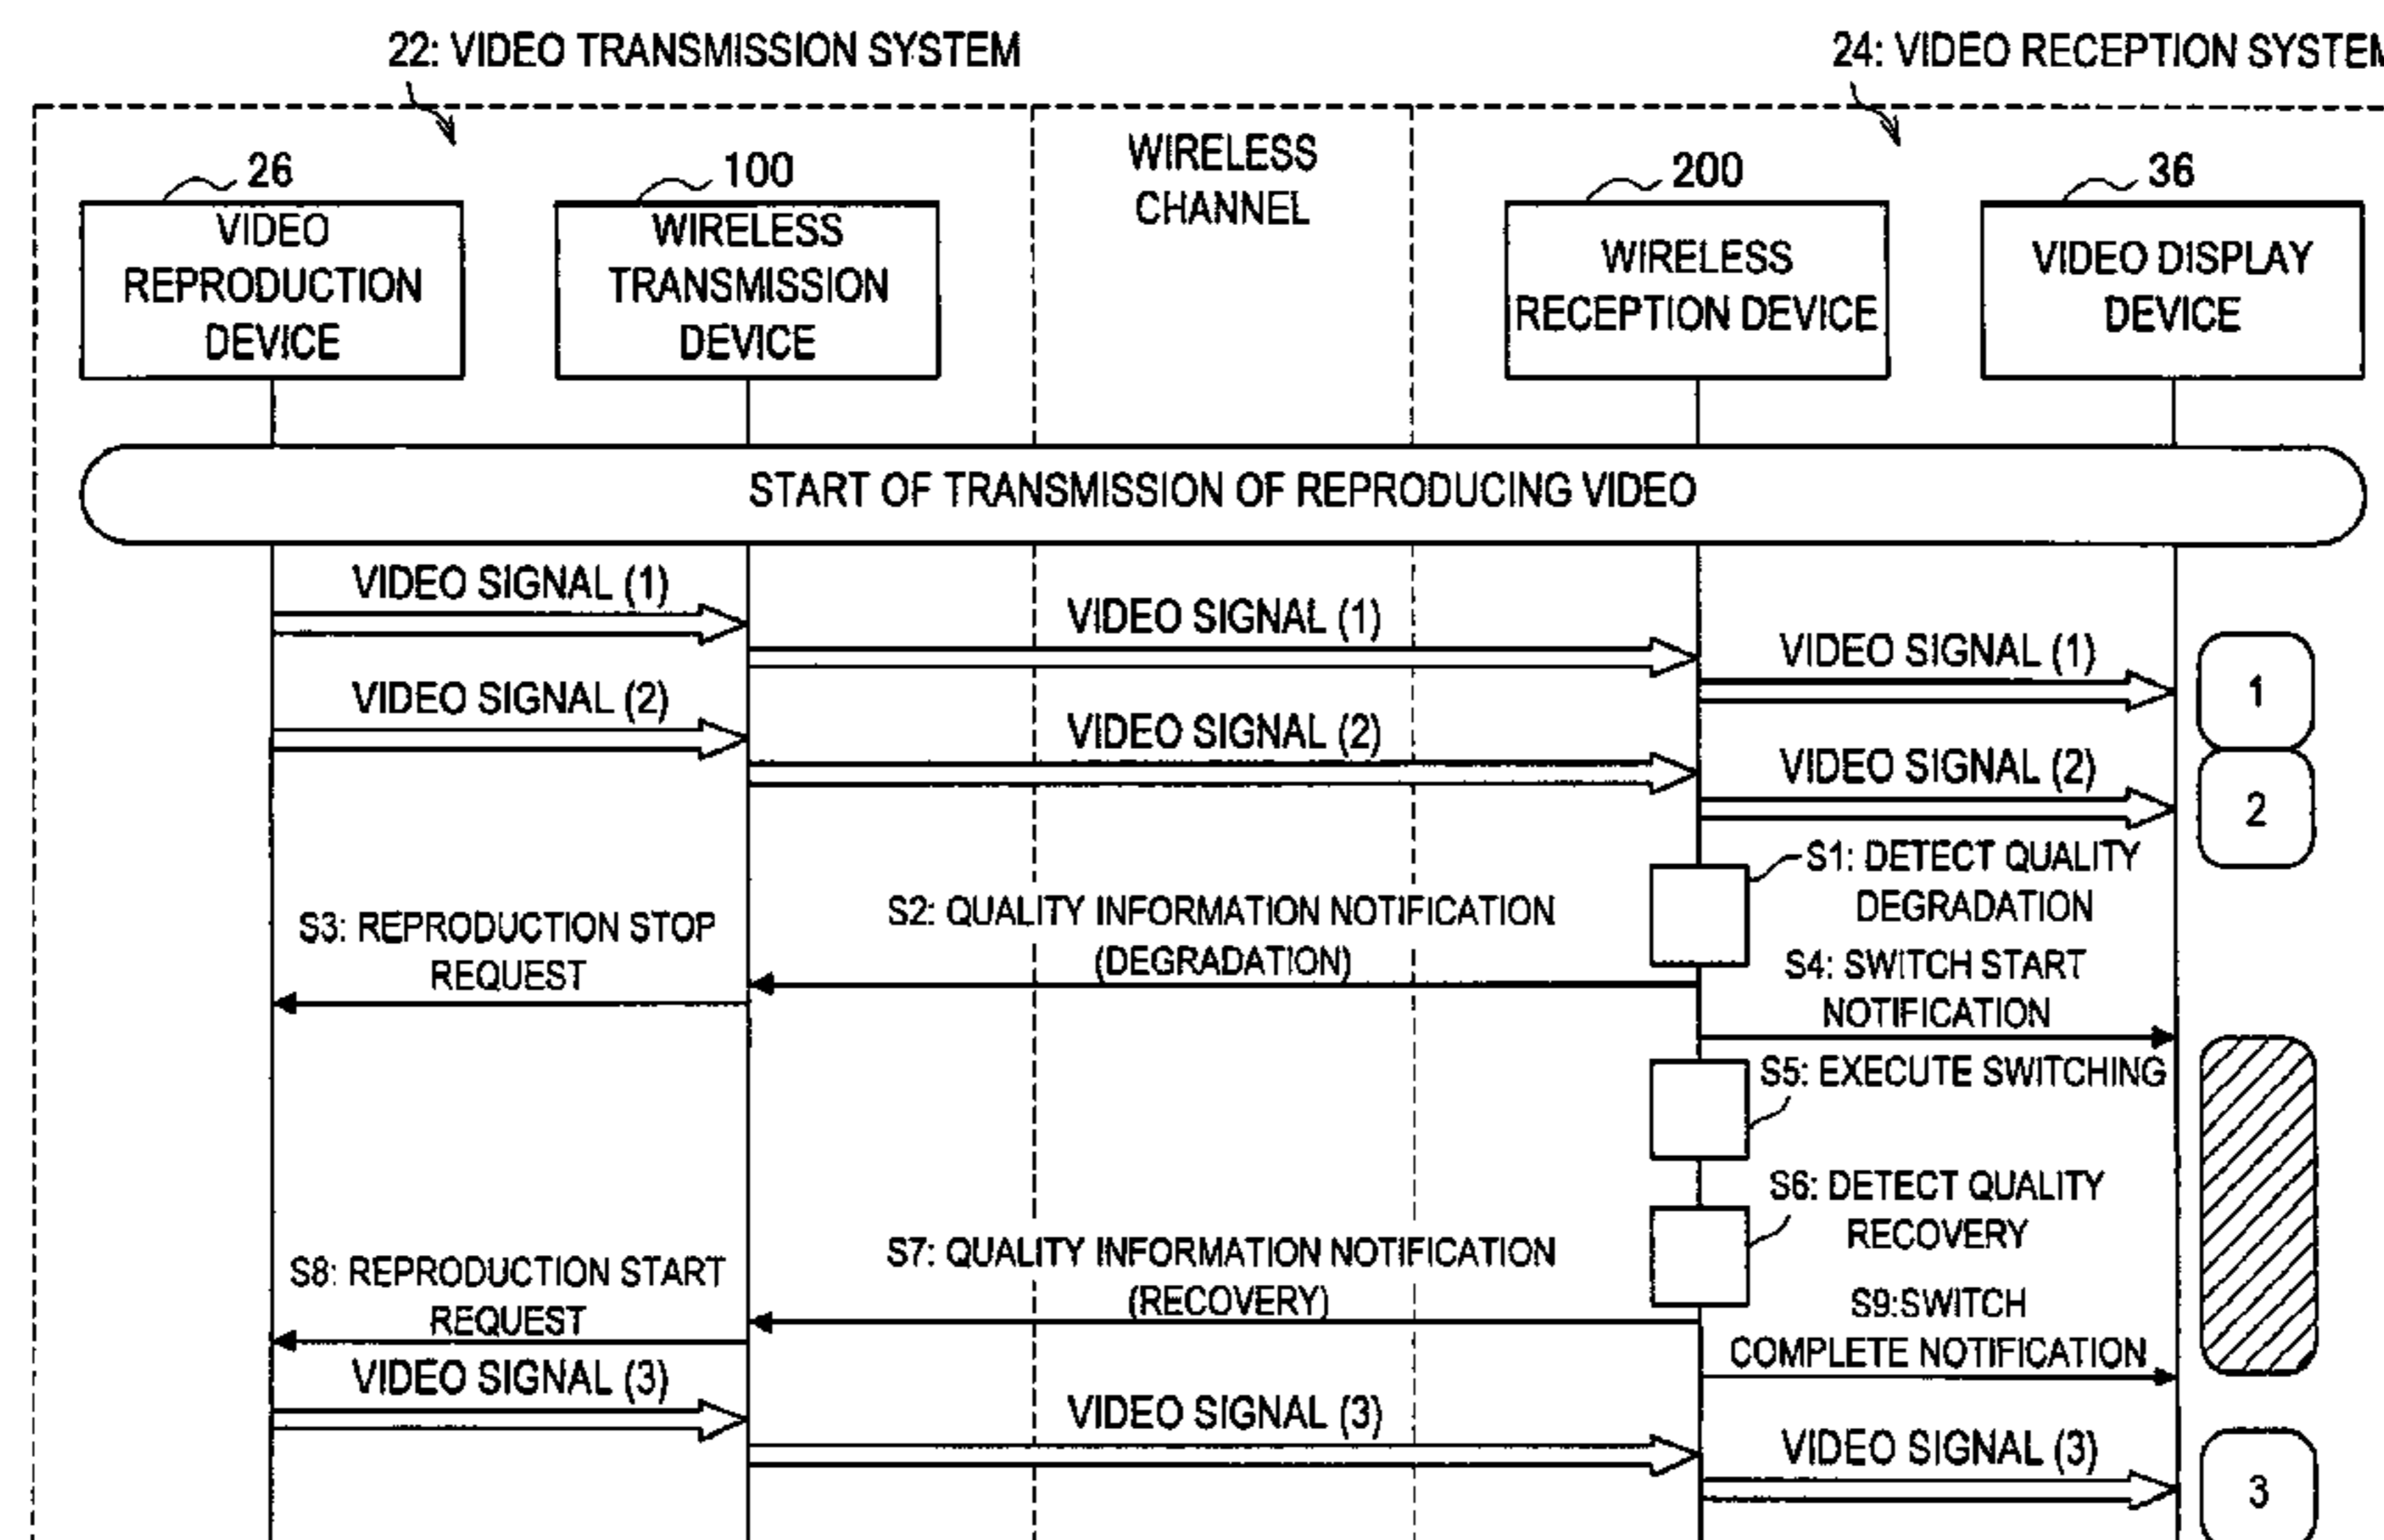 22: VIDEO TRANSMISSION SYSTEM
24: VIDEO RECEPTION SYSTEM
WIRELESS
CHANNEL
26
VIDEO
REPRODUCTION
DEVICE
100
WIRELESS
TRANSMISSION
DEVICE
200
WIRELESS
RECEPTION DEVICE
36
VIDEO DISPLAY
DEVICE
START OF TRANSMISSION OF REPRODUCING VIDEO
VIDEO SIGNAL (1)
VIDEO SIGNAL (1)
VIDEO SIGNAL (1)
1
VIDEO SIGNAL (2)
VIDEO SIGNAL (2)
VIDEO SIGNAL (2)
2
S1: DETECT QUALITY
DEGRADATION
S2: QUALITY INFORMATION NOTIFICATION
(DEGRADATION)
S3: REPRODUCTION STOP
REQUEST
S4: SWITCH START
NOTIFICATION
S5: EXECUTE SWITCHING
S6: DETECT QUALITY
RECOVERY
S7: QUALITY INFORMATION NOTIFICATION
(RECOVERY)
S8: REPRODUCTION START
REQUEST
S9:SWITCH
COMPLETE NOTIFICATION
VIDEO SIGNAL (3)
VIDEO SIGNAL (3)
VIDEO SIGNAL (3)
3